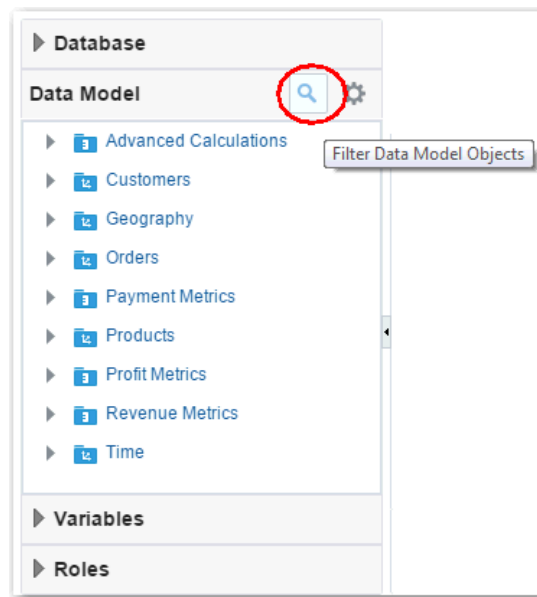 Database
Data Model
Advanced Calculations
Filter Data Model Objects
Customers
Geography
Orders
Payment Metrics
Products
Profit Metrics
Revenue Metrics
Time
Variables
Roles